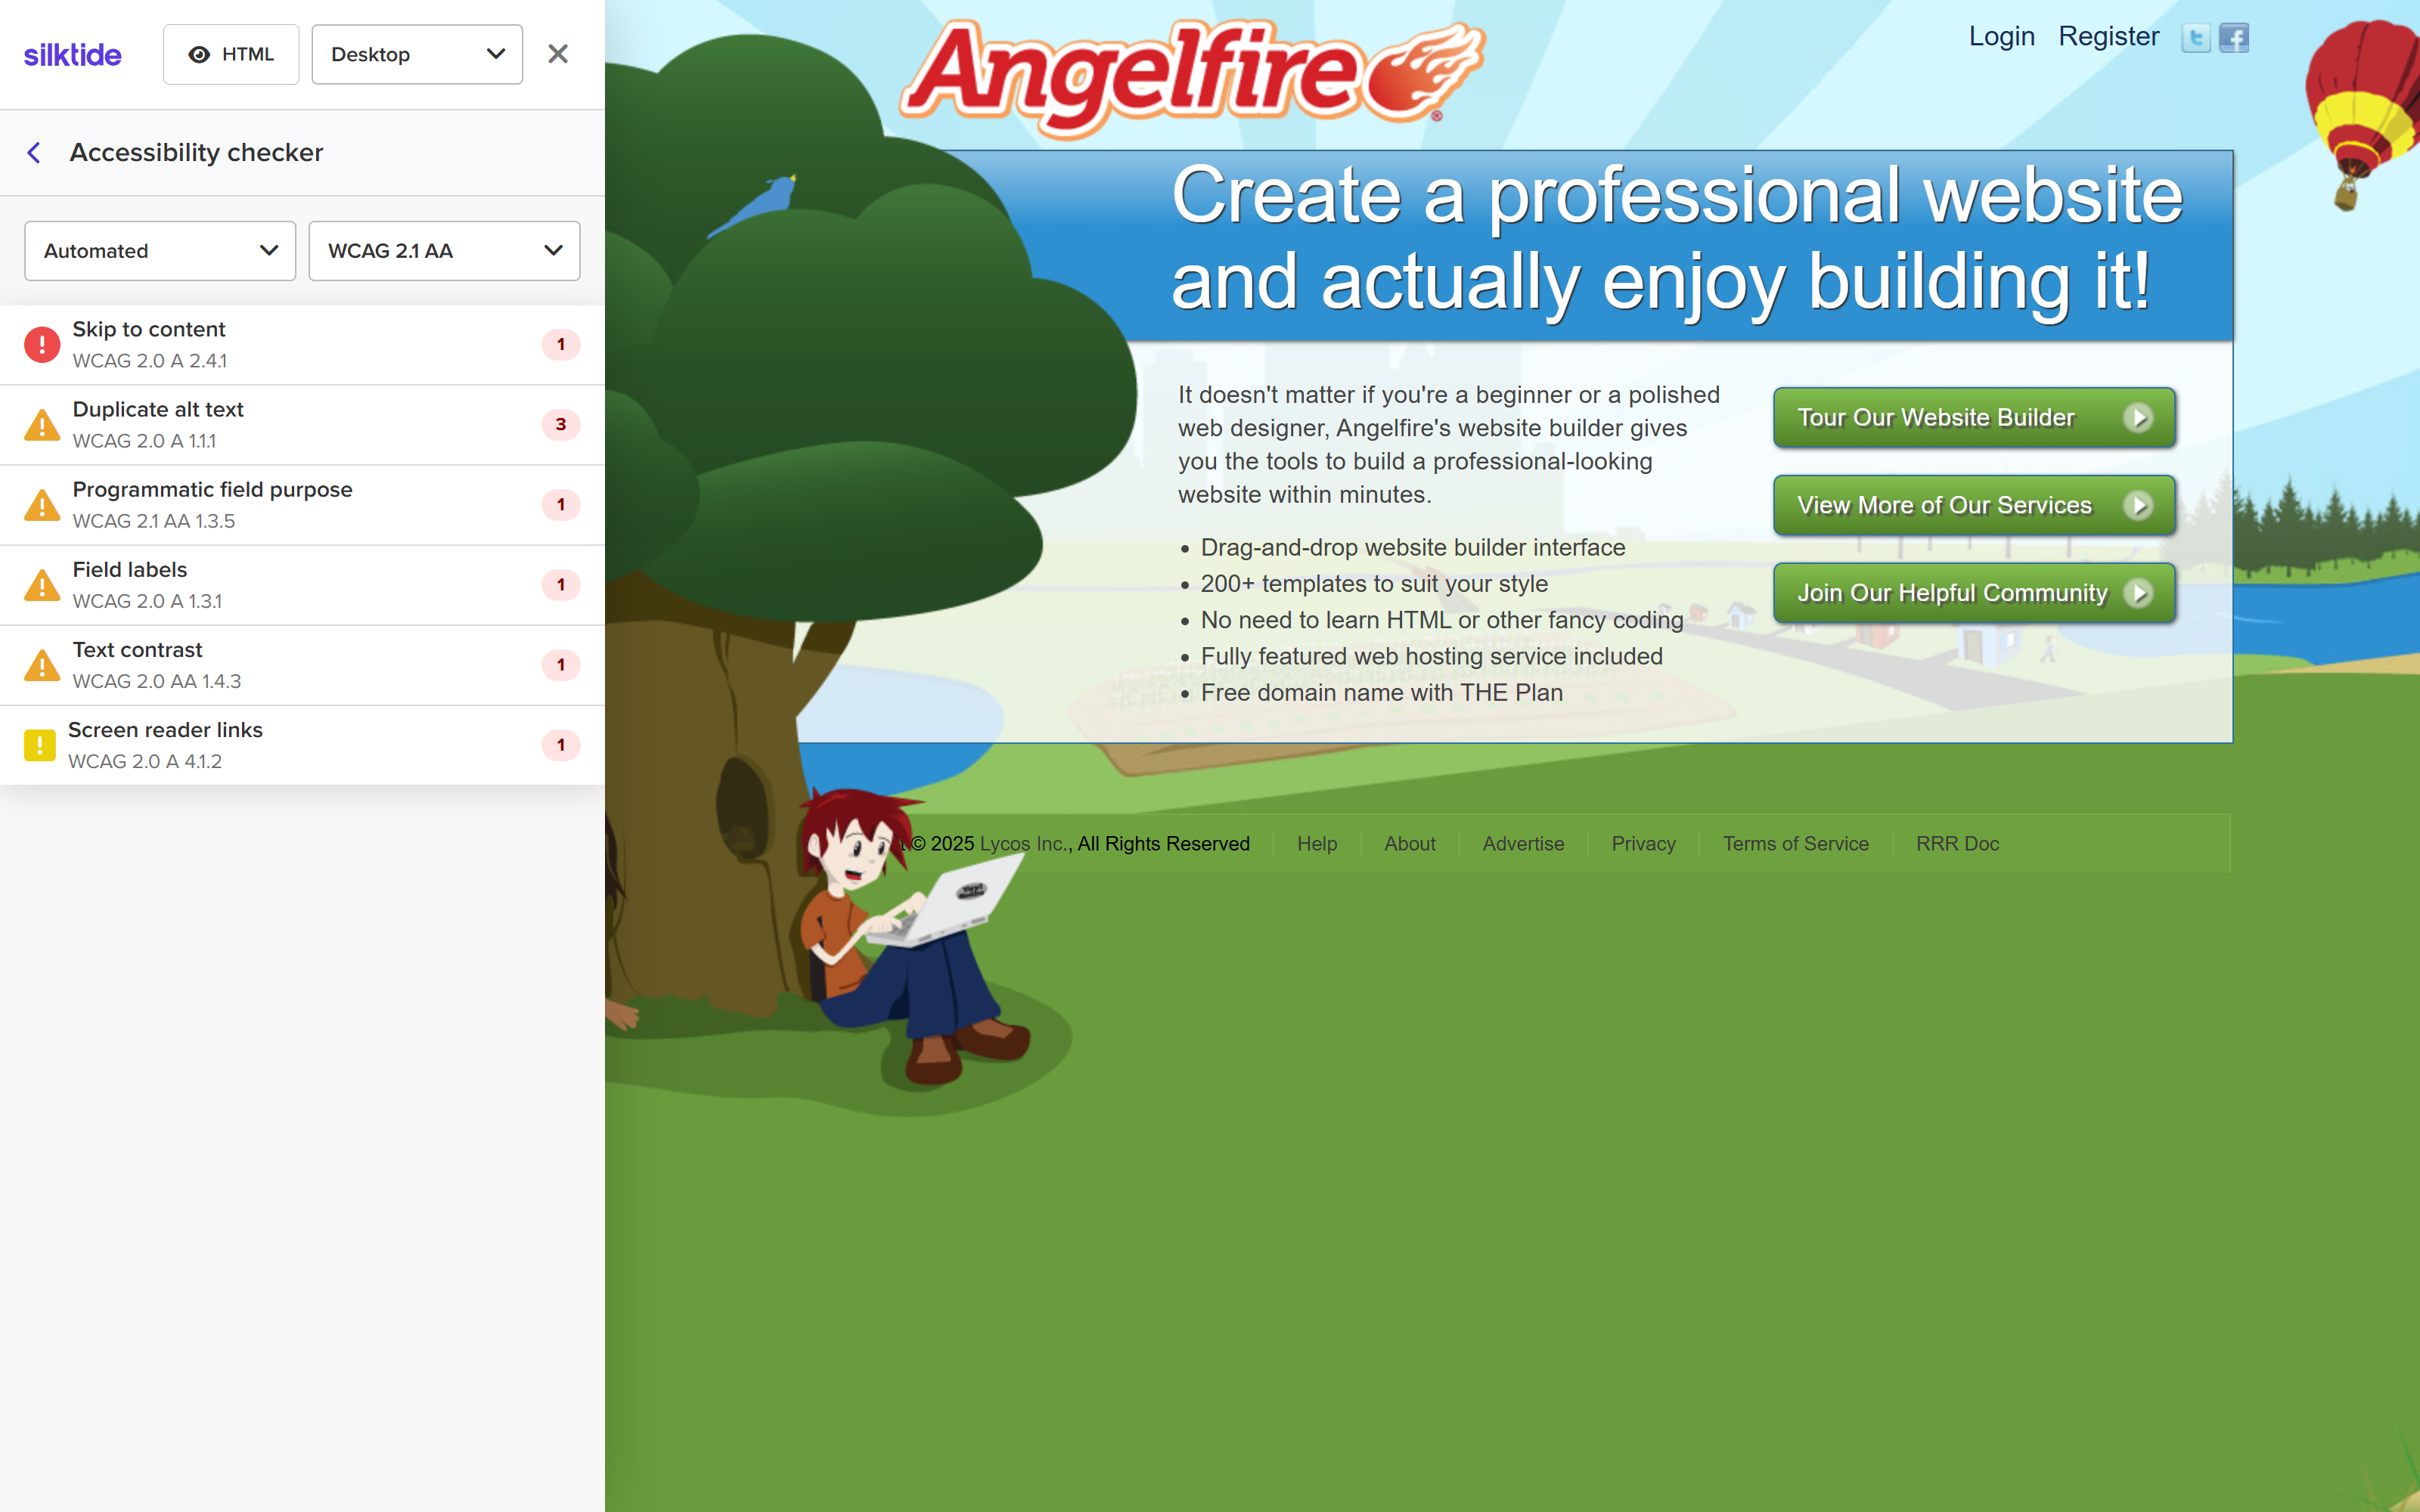 silktide
HTML
Desktop
Accessibility checker
Automated
WCAG 2.1 AA
Skip to content
WCAG 2.0 A 2.4.1
1
Duplicate alt text
WCAG 2.0 A 1.1.1
3
Programmatic field purpose
WCAG 2.1 AA 1.3.5
1
Field labels
WCAG 2.0 A 1.3.1
1
Text contrast
WCAG 2.0 AA 1.4.3
1
Screen reader links
WCAG 2.0 A 4.1.2
1
Angelfire®
Login Register
Create a professional website
and actually enjoy building it!
It doesn't matter if you're a beginner or a polished
web designer, Angelfire's website builder gives
you the tools to build a professional-looking
website within minutes.
• Drag-and-drop website builder interface
• 200+ templates to suit your style
• No need to learn HTML or other fancy coding
• Fully featured web hosting service included
• Free domain name with THE Plan
Tour Our Website Builder
View More of Our Services
Join Our Helpful Community
t © 2025 Lycos Inc., All Rights Reserved Help About Advertise Privacy Terms of Service RRR Doc